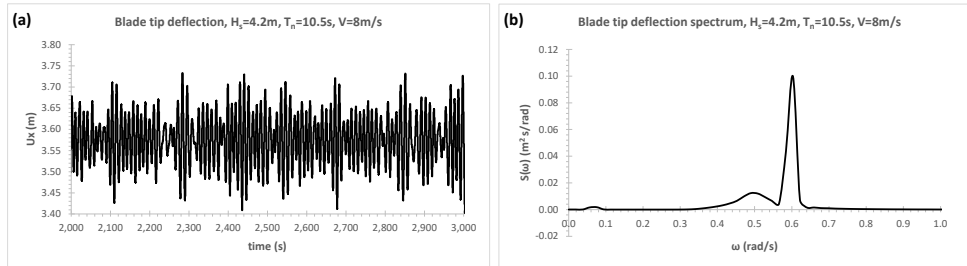 (a)
Blade tip deflection, Hs=4.2m, Tn=10.5s, V=8m/s
3.80
3.75
3.70
3.65
3.60
3.55
3.50
3.45
3.40
Ux (m)
2,000 2,100 2,200 2,300 2,400 2,500 2,600 2,700 2,800 2,900 3,000
time (s)
(b)
Blade tip deflection spectrum, Hs=4.2m, Tn=10.5s, V=8m/s
0.12
0.10
0.08
0.06
0.04
0.02
0.00
-0.02
S(ω) (m² s/rad)
0.0 0.1 0.2 0.3 0.4 0.5 0.6 0.7 0.8 0.9 1.0
ω (rad/s)